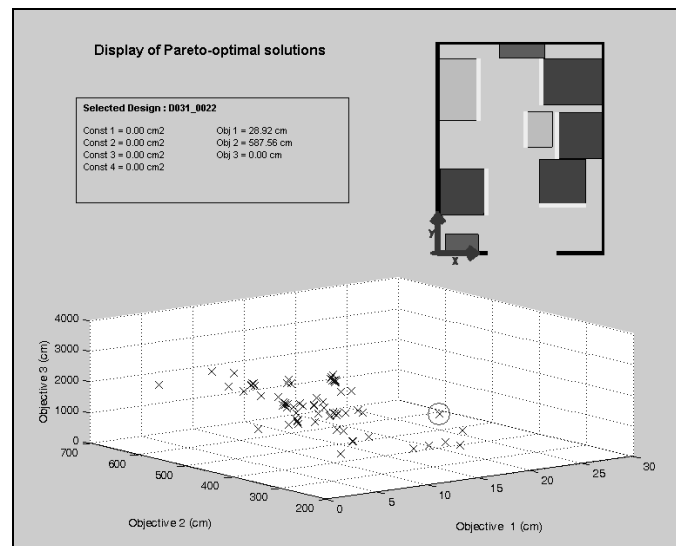 Display of Pareto-optimal solutions
Selected Design : D031_0022
Const 1 = 0.00 cm2 Obj 1 = 28.92 cm
Const 2 = 0.00 cm2 Obj 2 = 587.56 cm
Const 3 = 0.00 cm2 Obj 3 = 0.00 cm
Const 4 = 0.00 cm2
Y
X
4000
3000
2000
1000
0
Objective 3 (cm)
700
600
500
400
300
200
Objective 2 (cm)
0
5
10
15
20
25
30
Objective 1 (cm)